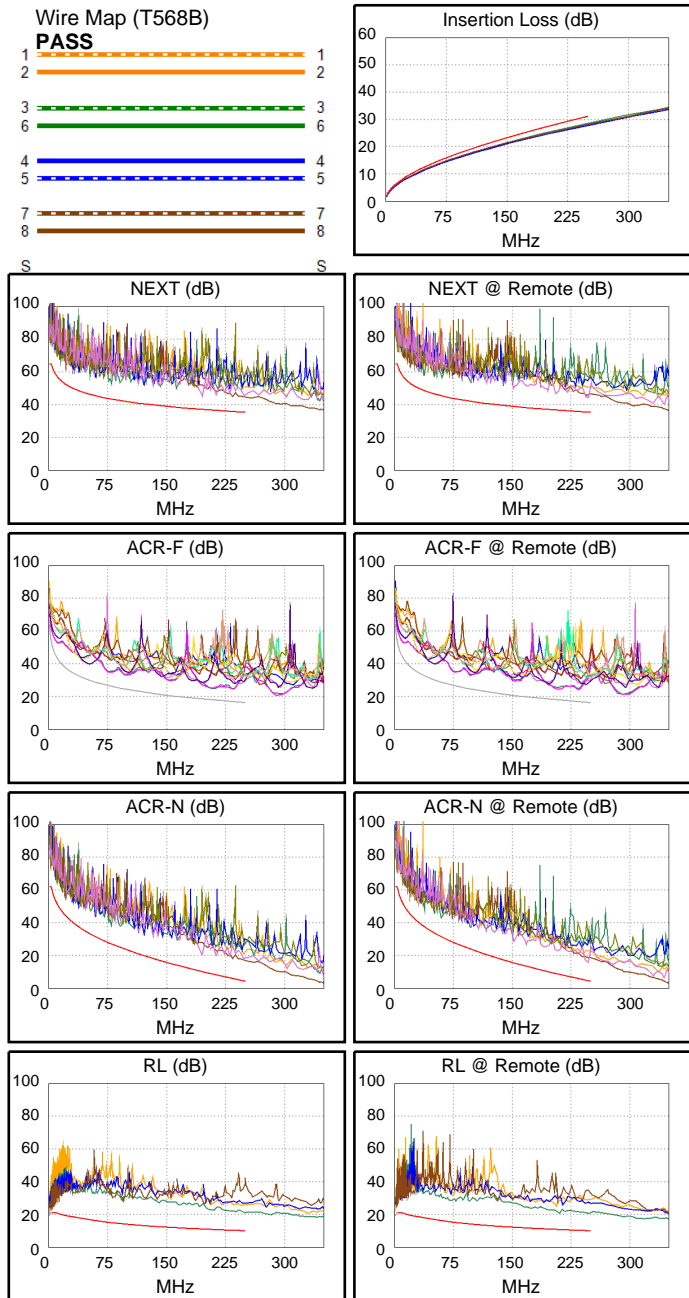 Wire Map (T568B)
PASS
1 1
2 2
3 3
6 6
4 4
5 5
7 7
8 8
S S
Insertion Loss (dB)
60
50
40
30
20
10
0
0 75 150 225 300
MHz
NEXT (dB)
100
80
60
40
20
0
0 75 150 225 300
MHz
NEXT @ Remote (dB)
100
80
60
40
20
0
0 75 150 225 300
MHz
ACR-F (dB)
100
80
60
40
20
0
0 75 150 225 300
MHz
ACR-F @ Remote (dB)
100
80
60
40
20
0
0 75 150 225 300
MHz
ACR-N (dB)
100
80
60
40
20
0
0 75 150 225 300
MHz
ACR-N @ Remote (dB)
100
80
60
40
20
0
0 75 150 225 300
MHz
RL (dB)
100
80
60
40
20
0
0 75 150 225 300
MHz
RL @ Remote (dB)
100
80
60
40
20
0
0 75 150 225 300
MHz